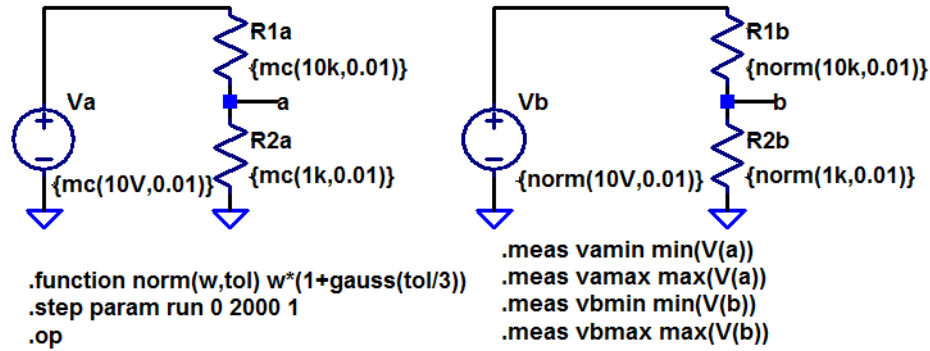 R1a
{mc(10k,0.01)}
Va
+
a
R2a
{mc(1k,0.01)}
{mc(10V,0.01)}
R1b
{norm(10k,0.01)}
Vb
+
b
R2b
{norm(1k,0.01)}
{norm(10V,0.01)}
.function norm(w,tol) w*(1+gauss(tol/3))
.step param run 0 2000 1
.op
.meas vamin min(V(a))
.meas vamax max(V(a))
.meas vbmin min(V(b))
.meas vbmax max(V(b))